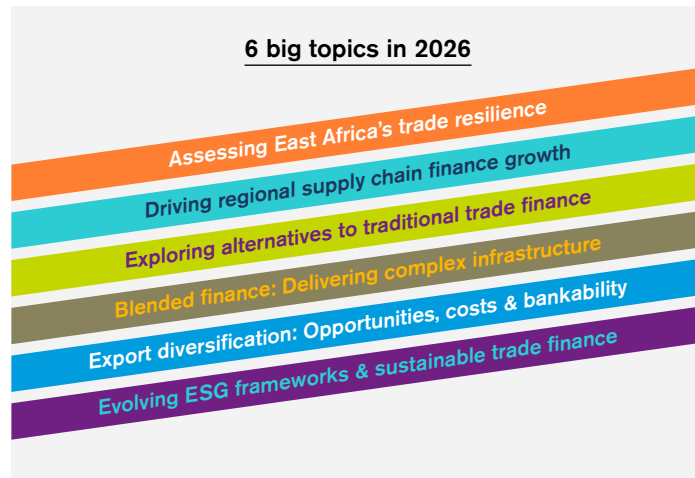 6 big topics in 2026
Assessing East Africa's trade resilience
Driving regional supply chain finance growth
Exploring alternatives to traditional trade finance
Blended finance: Delivering complex infrastructure
Export diversification: Opportunities, costs & bankability
Evolving ESG frameworks & sustainable trade finance